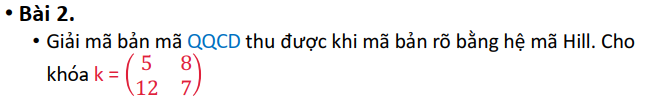 • Bài 2.
• Giải mã bản mã QQCD thu được khi mã bản rõ bằng hệ mã Hill. Cho
khóa k = (5 8
12 7)